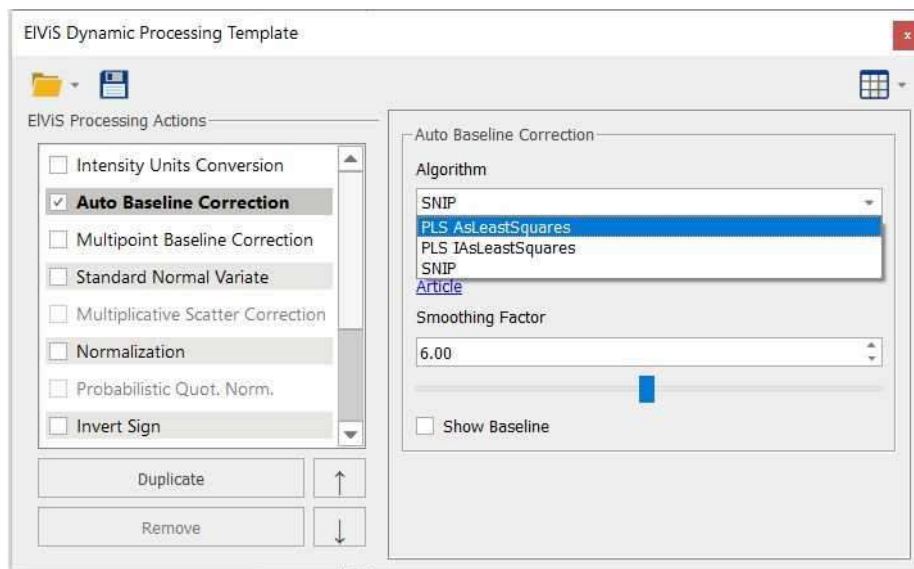 ElViS Dynamic Processing Template
x
ElViS Processing Actions
Intensity Units Conversion
Auto Baseline Correction
Multipoint Baseline Correction
Standard Normal Variate
Multiplicative Scatter Correction
Normalization
Probabilistic Quot. Norm.
Invert Sign
Duplicate
↑
Remove
↓
Auto Baseline Correction
Algorithm
SNIP
PLS AsLeastSquares
PLS IAsLeastSquares
SNIP
Article
Smoothing Factor
6.00
Show Baseline